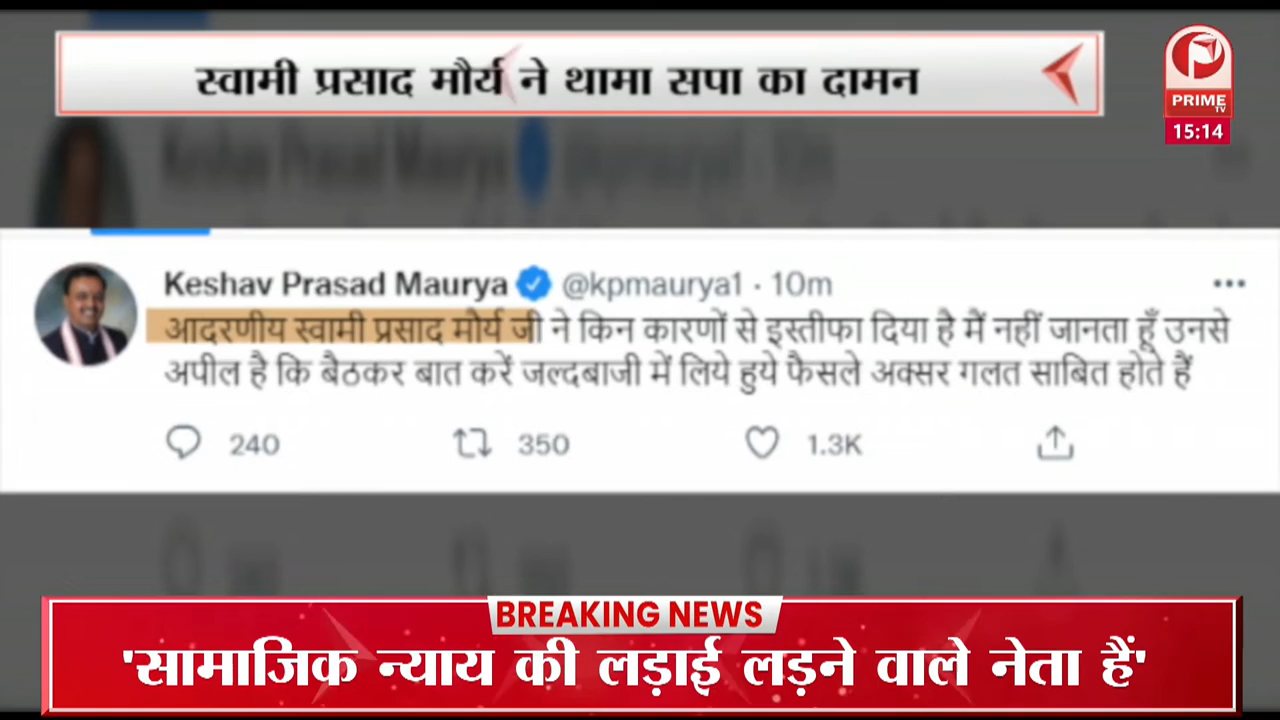 स्वामी प्रसाद मौर्य ने थामा सपा का दामन
PRIME
TV
15:14
Keshav Prasad Maurya @kpmaurya1 · 10m
आदरणीय स्वामी प्रसाद मौर्य जी ने किन कारणों से इस्तीफा दिया है मैं नहीं जानता हूँ उनसे
अपील है कि बैठकर बात करें जल्दबाजी में लिये हुये फैसले अक्सर गलत साबित होते हैं
240 350 1.3K
BREAKING NEWS
'सामाजिक न्याय की लड़ाई लड़ने वाले नेता हैं'